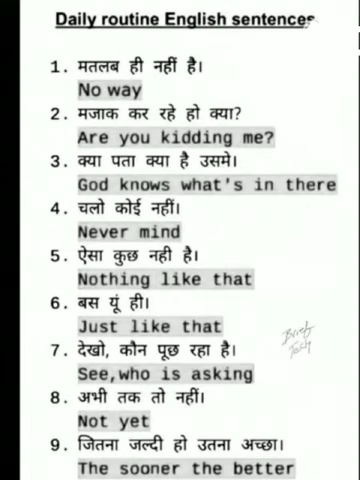 Daily routine English sentences
1. मतलब ही नहीं है।
No way
2. मजाक कर रहे हो क्या?
Are you kidding me?
3. क्या पता क्या है उसमे।
God knows what's in there
4. चलो कोई नहीं।
Never mind
5. ऐसा कुछ नही है।
Nothing like that
6. बस यूं ही।
Just like that
7. देखो, कौन पूछ रहा है।
See,who is asking
8. अभी तक तो नहीं।
Not yet
9. जितना जल्दी हो उतना अच्छा।
The sooner the better
Brieft
Tech